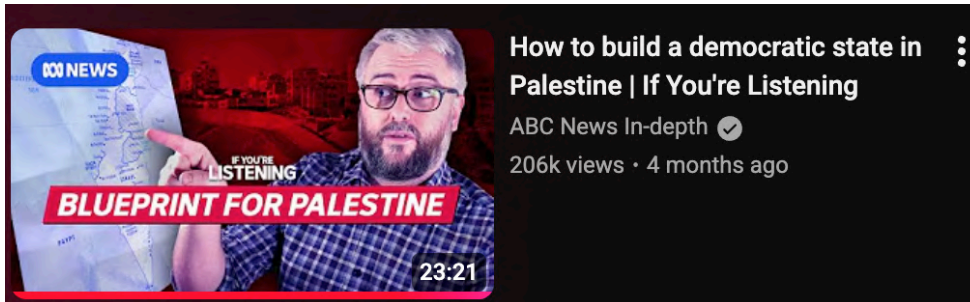 NEWS
IF YOU'RE
LISTENING
BLUEPRINT FOR PALESTINE
23:21
How to build a democratic state in
Palestine | If You're Listening
ABC News In-depth
206k views • 4 months ago